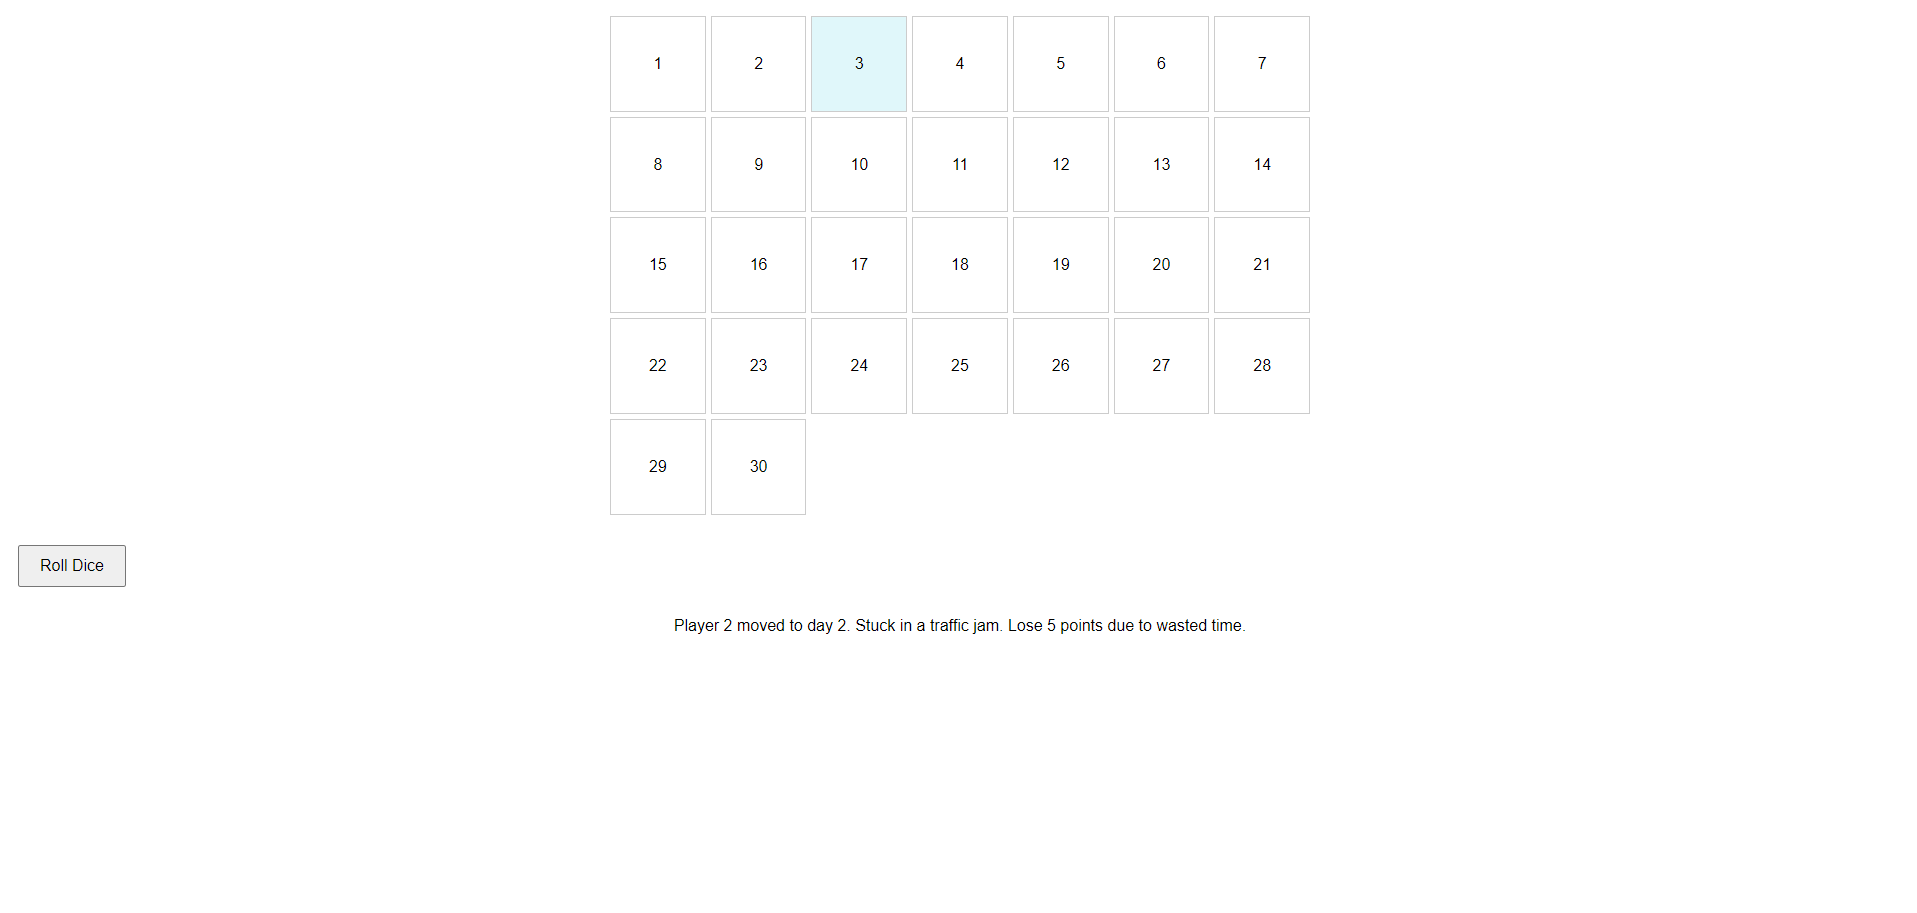 1 2 3 4 5 6 7
8 9 10 11 12 13 14
15 16 17 18 19 20 21
22 23 24 25 26 27 28
29 30
Roll Dice
Player 2 moved to day 2. Stuck in a traffic jam. Lose 5 points due to wasted time.